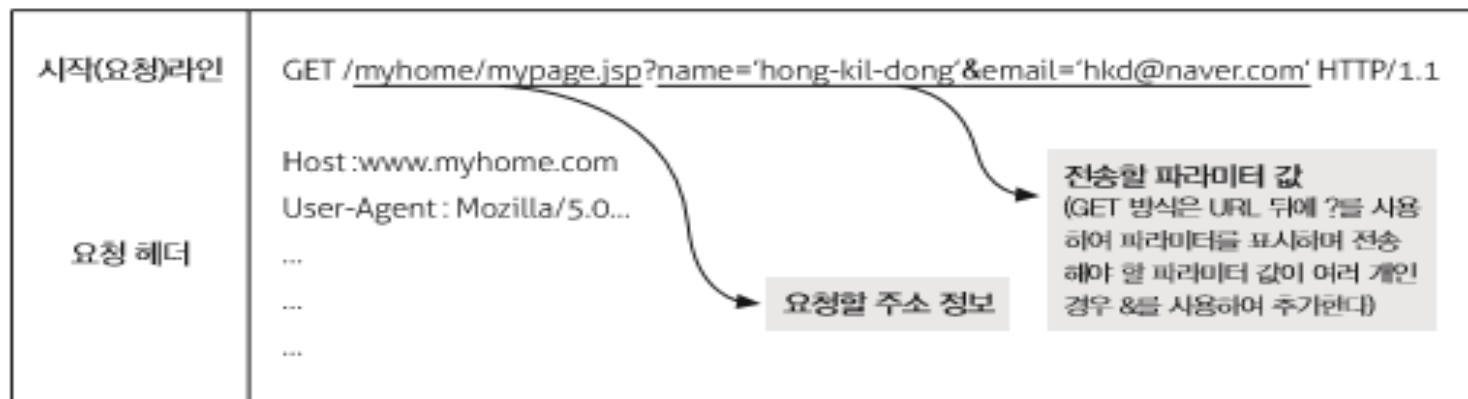 시작(요청)라인
GET /myhome/mypage.jsp?name='hong-kil-dong'&email='hkd@naver.com' HTTP/1.1
요청 헤더
Host :www.myhome.com
User-Agent : Mozilla/5.0...
...
...
...
요청할 주소 정보
전송할 파라미터 값
(GET 방식은 URL 뒤에 ?를 사용
하여 파라미터를 표시하며 전송
해야 할 파라미터 값이 여러 개인
경우 &를 사용하여 추가한다)